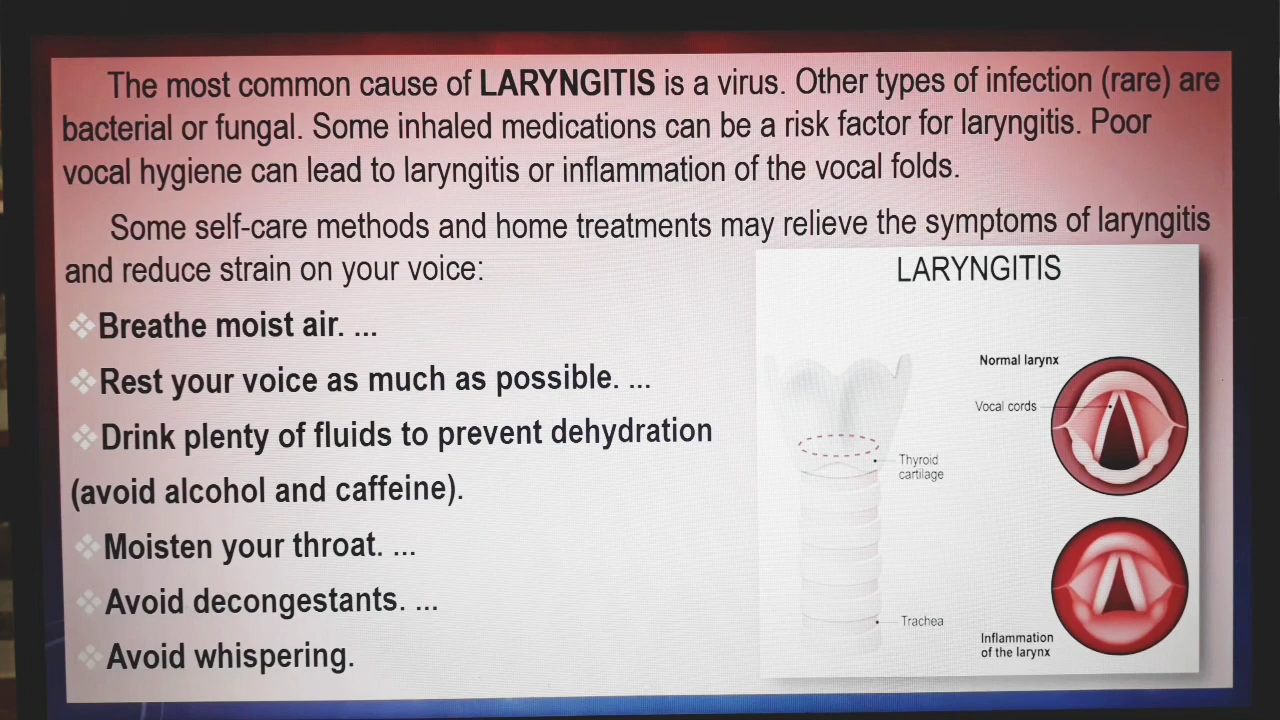 The most common cause of LARYNGITIS is a virus. Other types of infection (rare) are
bacterial or fungal. Some inhaled medications can be a risk factor for laryngitis. Poor
vocal hygiene can lead to laryngitis or inflammation of the vocal folds.
Some self-care methods and home treatments may relieve the symptoms of laryngitis
and reduce strain on your voice:
❖Breathe moist air. ...
❖Rest your voice as much as possible. ...
❖Drink plenty of fluids to prevent dehydration
(avoid alcohol and caffeine).
❖Moisten your throat. ...
❖Avoid decongestants. ...
❖Avoid whispering.
LARYNGITIS
Normal larynx
Vocal cords
Thyroid
cartilage
Trachea
Inflammation
of the larynx